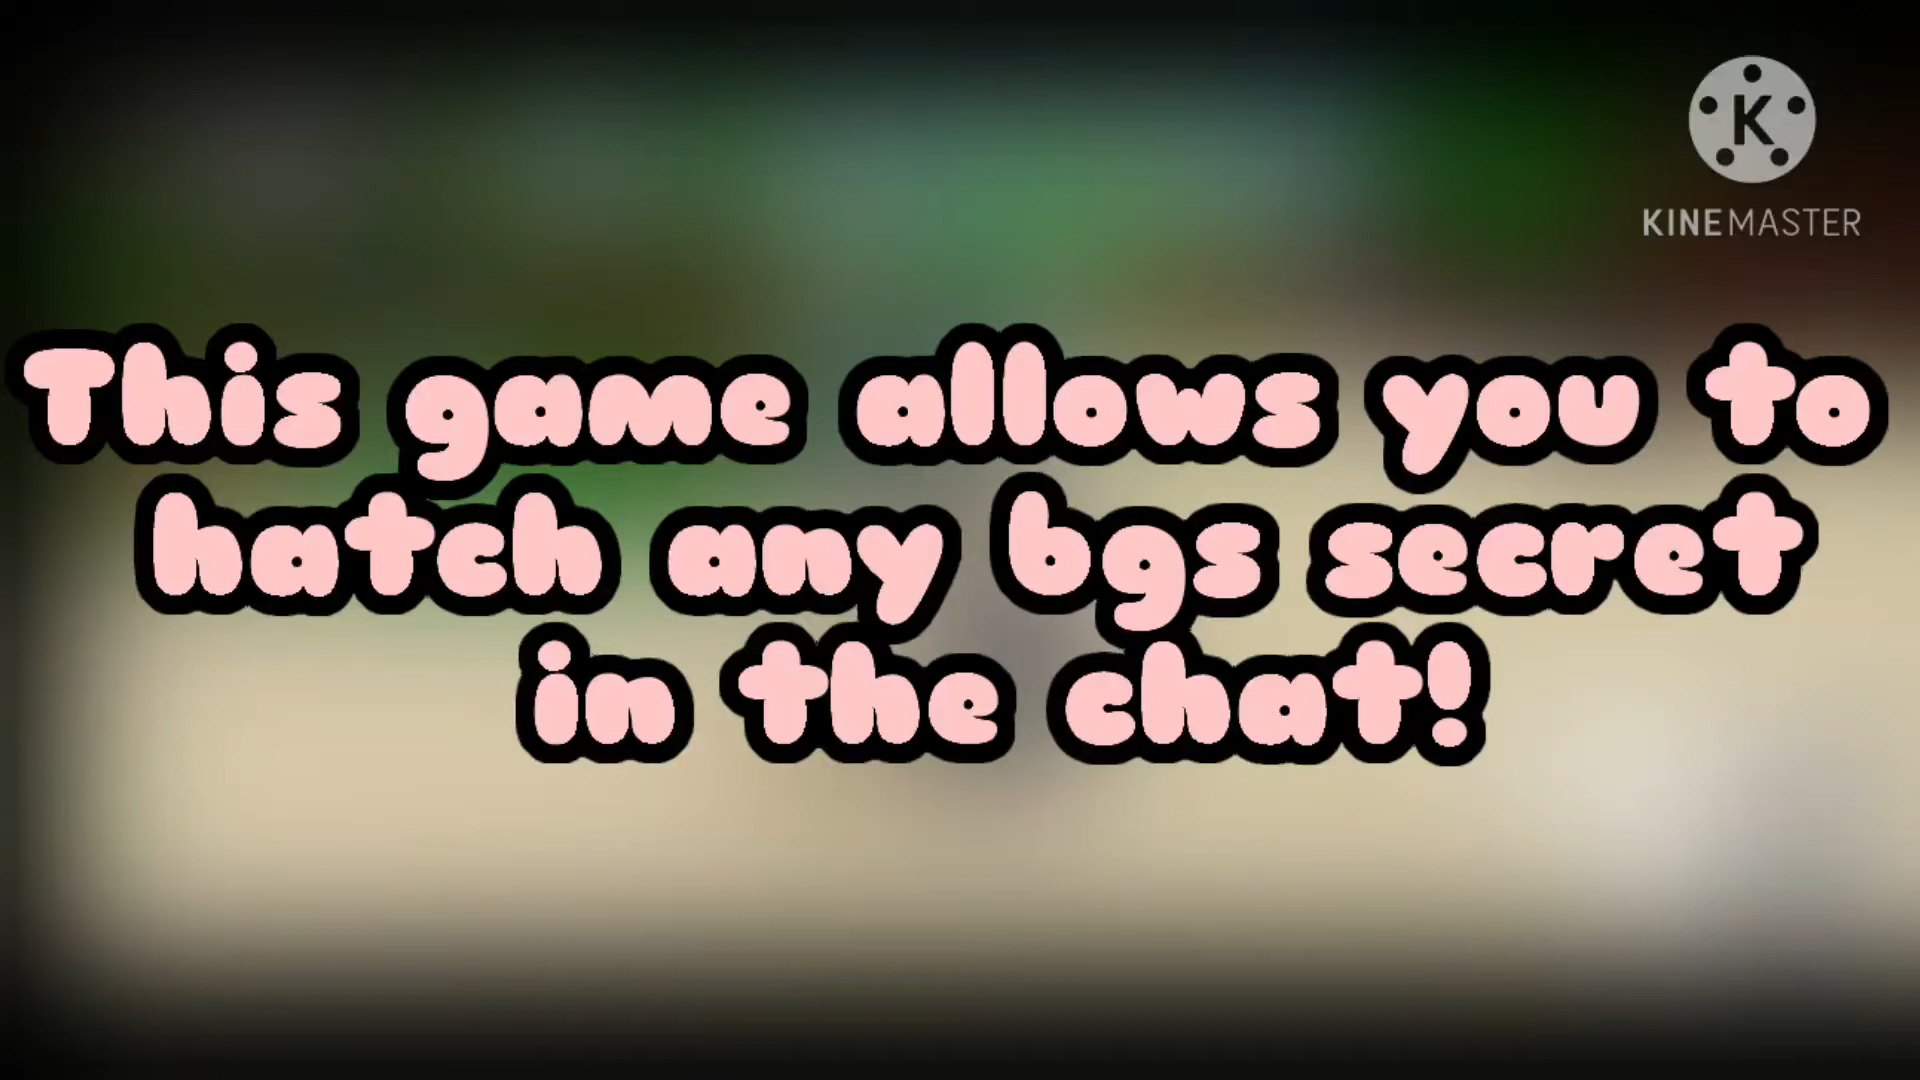 K
KINEMASTER
This game allows you to
hatch any bgs secret
in the chat!